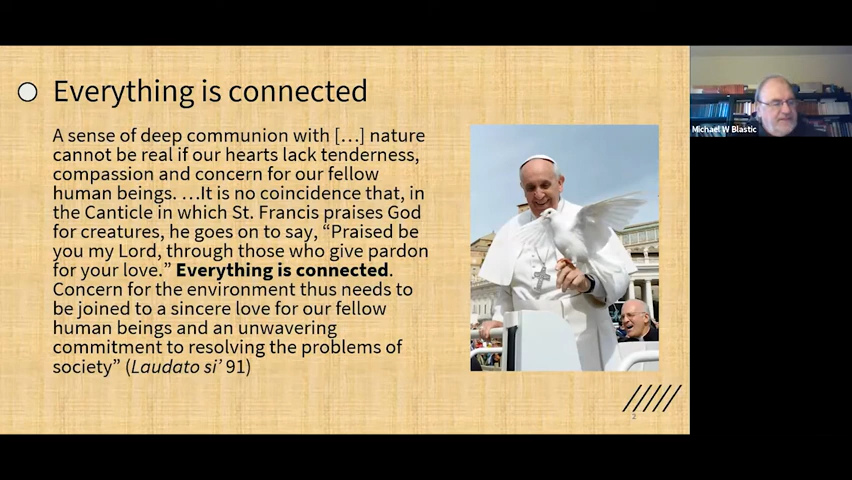 Everything is connected
A sense of deep communion with […] nature
cannot be real if our hearts lack tenderness,
compassion and concern for our fellow
human beings. …It is no coincidence that, in
the Canticle in which St. Francis praises God
for creatures, he goes on to say, “Praised be
you my Lord, through those who give pardon
for your love.” Everything is connected.
Concern for the environment thus needs to
be joined to a sincere love for our fellow
human beings and an unwavering
commitment to resolving the problems of
society” (Laudato si’ 91)
2
Michael W Blastic